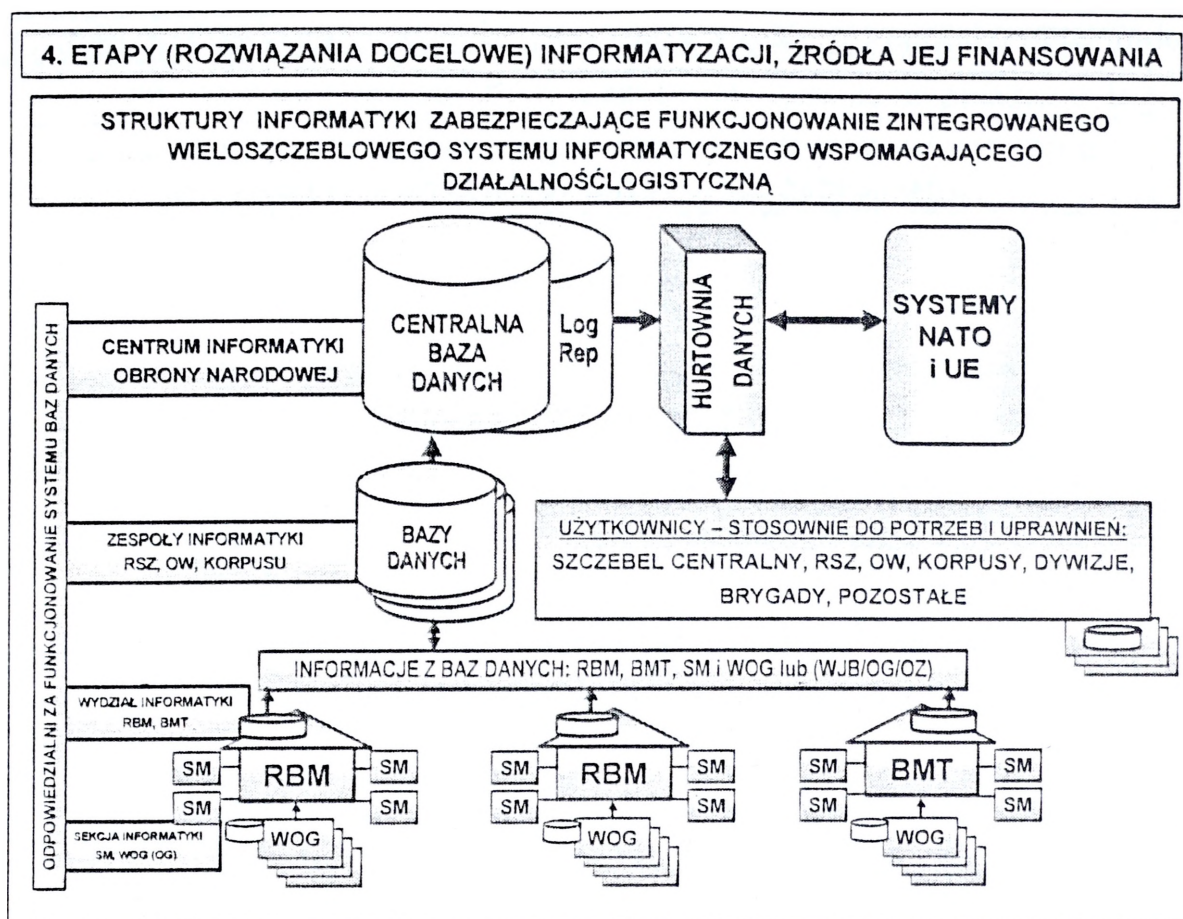 4. ETAPY (ROZWIĄZANIA DOCELOWE) INFORMATYZACJI, ŹRÓDŁA JEJ FINANSOWANIA
STRUKTURY INFORMATYKI ZABEZPIECZAJĄCE FUNKCJONOWANIE ZINTEGROWANEGO
WIELOSZCZEBLOWEGO SYSTEMU INFORMATYCZNEGO WSPOMAGAJĄCEGO
DZIAŁALNOŚĆLOGISTYCZNĄ
ODPOWIEDZIALNI ZA FUNKCJONOWANIE SYSTEMU BAZ DANYCH
CENTRUM INFORMATYKI
OBRONY NARODOWEJ
CENTRALNA
BAZA
DANYCH
Log
Rep
HURTOWNIA
DANYCH
SYSTEMY
NATO
i UE
ZESPOŁY INFORMATYKI
RSZ, OW, KORPUSU
BAZY
DANYCH
UŻYTKOWNICY – STOSOWNIE DO POTRZEB I UPRAWNIEŃ:
SZCZEBEL CENTRALNY, RSZ, OW, KORPUSY, DYWIZJE,
BRYGADY, POZOSTAŁE
INFORMACJE Z BAZ DANYCH: RBM, BMT, SM i WOG lub (WJB/OG/OZ)
WYDZIAŁ INFORMATYKI
RBM, BMT
SM
RBM
SM
SM
RBM
SM
SM
BMT
SM
SM
SM
SM
SM
SM
SM
SEKCJA INFORMATYKI
SM, WOG (OG)
WOG
WOG
WOG